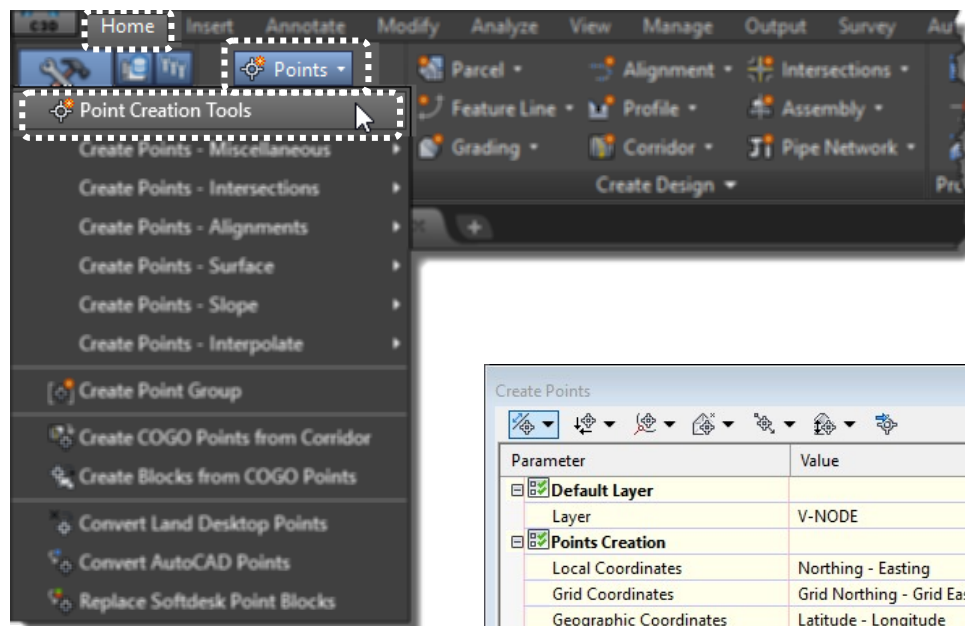 C3D
Home Insert Annotate Modify Analyze View Manage Output Survey
Points
Parcel Alignment Intersections
Point Creation Tools
Feature Line Profile Assembly
Create Points - Miscellaneous
Grading Corridor Pipe Network
Create Points - Intersections
Create Design
Create Points - Alignments
Create Points - Surface
Create Points - Slope
Create Points - Interpolate
Create Point Group
Create COGO Points from Corridor
Create Blocks from COGO Points
Convert Land Desktop Points
Convert AutoCAD Points
Replace Softdesk Point Blocks
Create Points
Parameter Value
Default Layer
Layer V-NODE
Points Creation
Local Coordinates Northing - Easting
Grid Coordinates Grid Northing - Grid Eas
Geographic Coordinates Latitude - Longitude